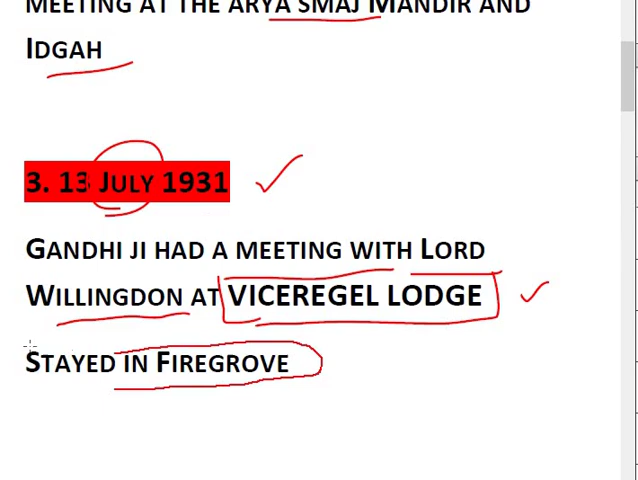 MEETING AT THE ARYA SMAJ MANDIR AND
IDGAH
3. 13 JULY 1931
GANDHI JI HAD A MEETING WITH LORD
WILLINGDON AT VICEREGEL LODGE
STAYED IN FIREGROVE